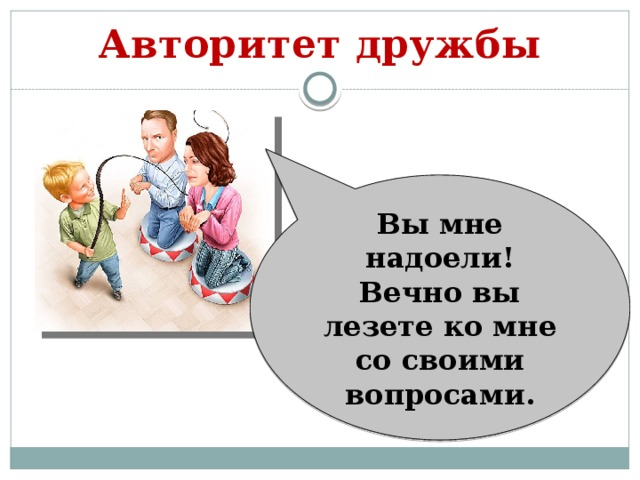 Авторитет дружбы
Вы мне
надоели!
Вечно вы
лезете ко мне
со своими
вопросами.